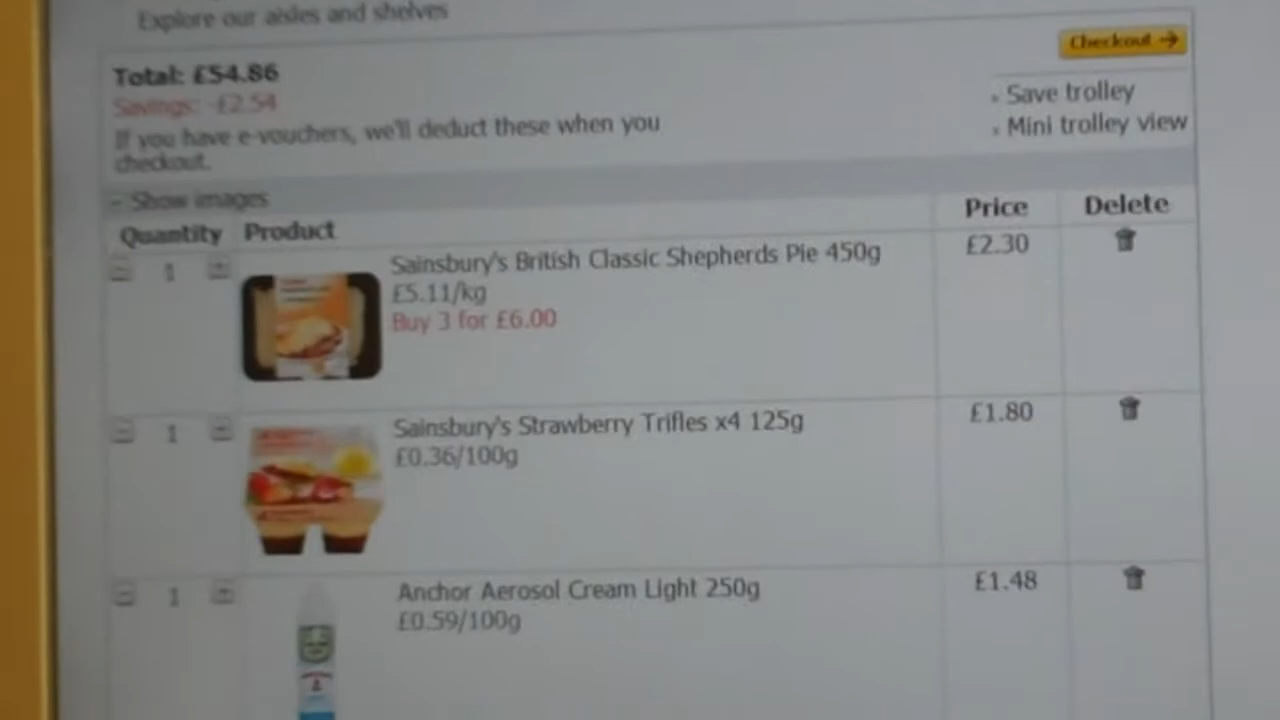 Explore our aisles and shelves
Checkout →
Total: £54.86
Savings: -£2.54
Save trolley
If you have e-vouchers, we'll deduct these when you
checkout.
Mini trolley view
Show images
Quantity Product Price Delete
1 Sainsbury's British Classic Shepherds Pie 450g £2.30
£5.11/kg
Buy 3 for £6.00
1 Sainsbury's Strawberry Trifles x4 125g £1.80
£0.36/100g
1 Anchor Aerosol Cream Light 250g £1.48
£0.59/100g